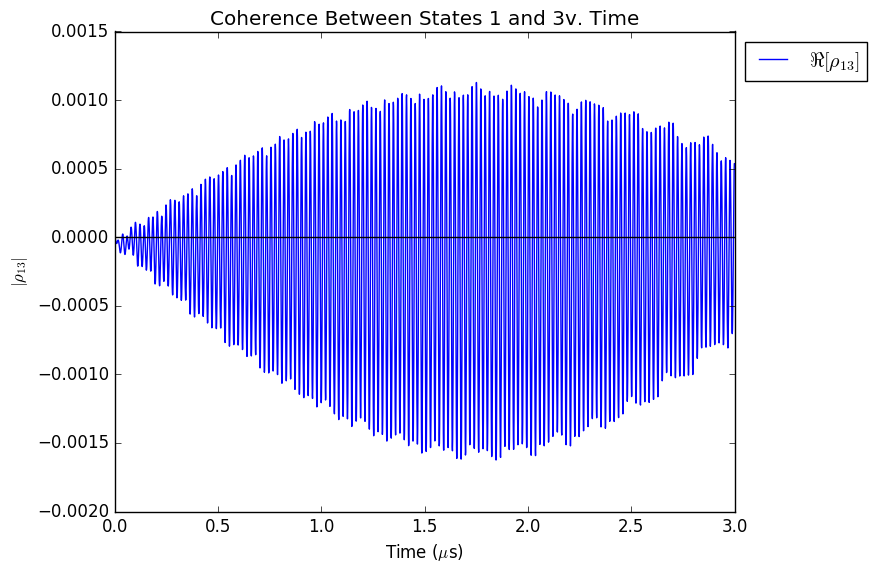 Coherence Between States 1 and 3v. Time
0.0015
0.0010
0.0005
0.0000
−0.0005
−0.0010
−0.0015
−0.0020
|ρ₁₃|
0.0 0.5 1.0 1.5 2.0 2.5 3.0
Time (μs)
ℜ[ρ₁₃]